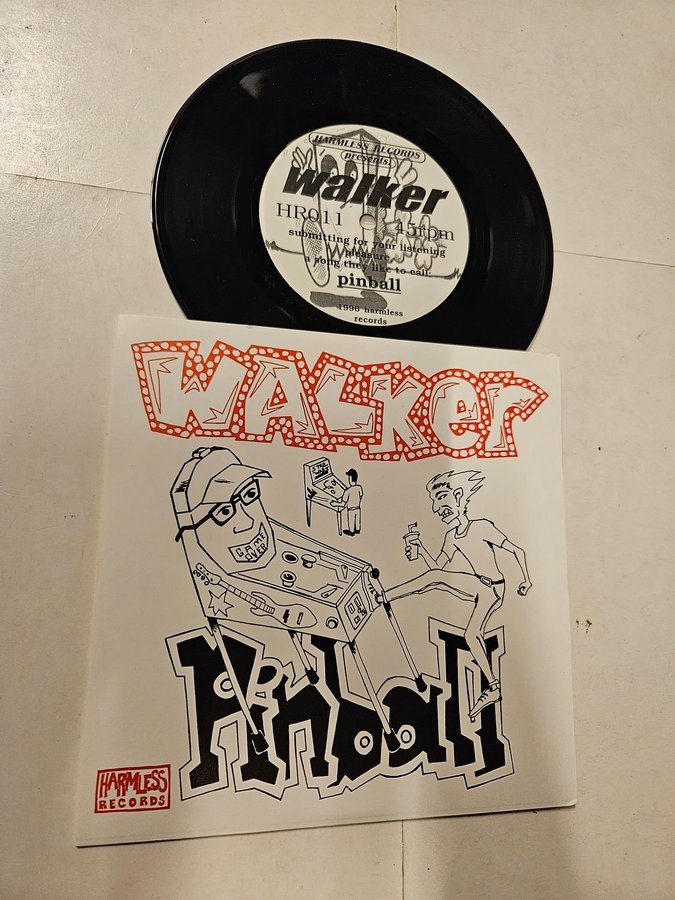 HARMLESS RECORDS
presents:
walker
HR011 45rpm
submitting for your listening
pleasure,
a song they like to call:
pinball
1996 harmless
records
WALKer
GAME
OVER
Pinball
HARMLESS
RECORDS